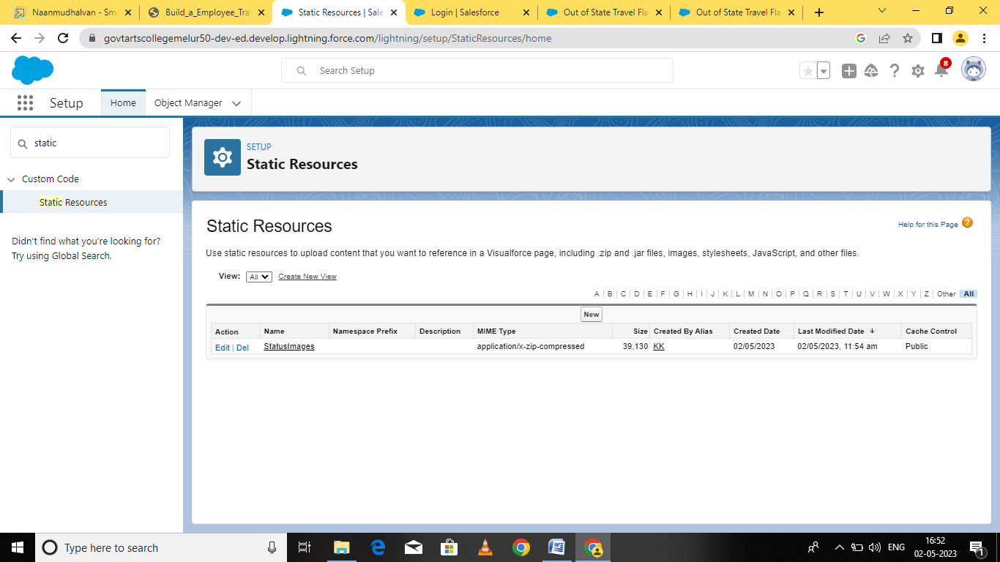 Naanmudhalvan - Sma
Build_a_Employee_Tra
Static Resources | Sale
Login | Salesforce
Out of State Travel Fla
Out of State Travel Fla
govtartscollegemelur50-dev-ed.develop.lightning.force.com/lightning/setup/StaticResources/home
Search Setup
8
Setup
Home
Object Manager
static
Custom Code
Static Resources
Didn't find what you're looking for?
Try using Global Search.
SETUP
Static Resources
Static Resources
Help for this Page ?
Use static resources to upload content that you want to reference in a Visualforce page, including .zip and .jar files, images, stylesheets, JavaScript, and other files.
View: All Create New View
A | B | C | D | E | F | G | H | I | J | K | L | M | N | O | P | Q | R | S | T | U | V | W | X | Y | Z | Other | All
New
Action Name Namespace Prefix Description MIME Type Size Created By Alias Created Date Last Modified Date Cache Control
Edit | Del StatusImages application/x-zip-compressed 39,130 KK 02/05/2023 02/05/2023, 11:54 am Public
Type here to search
ENG
16:52
02-05-2023
1